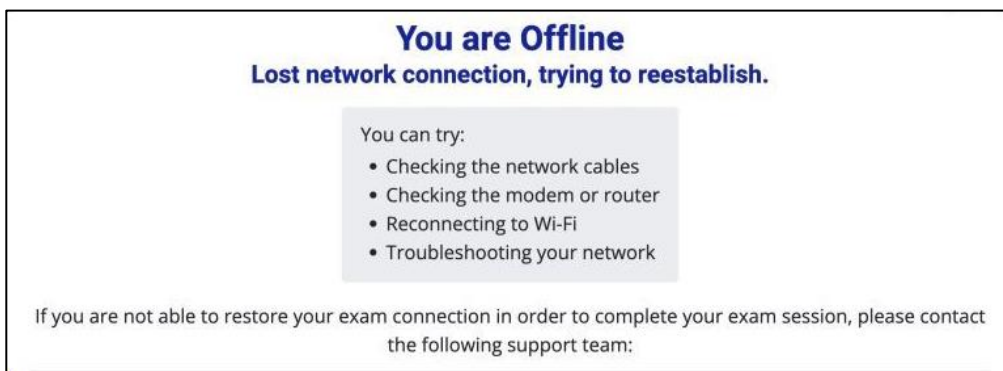 You are Offline
Lost network connection, trying to reestablish.
You can try:
• Checking the network cables
• Checking the modem or router
• Reconnecting to Wi-Fi
• Troubleshooting your network
If you are not able to restore your exam connection in order to complete your exam session, please contact
the following support team: